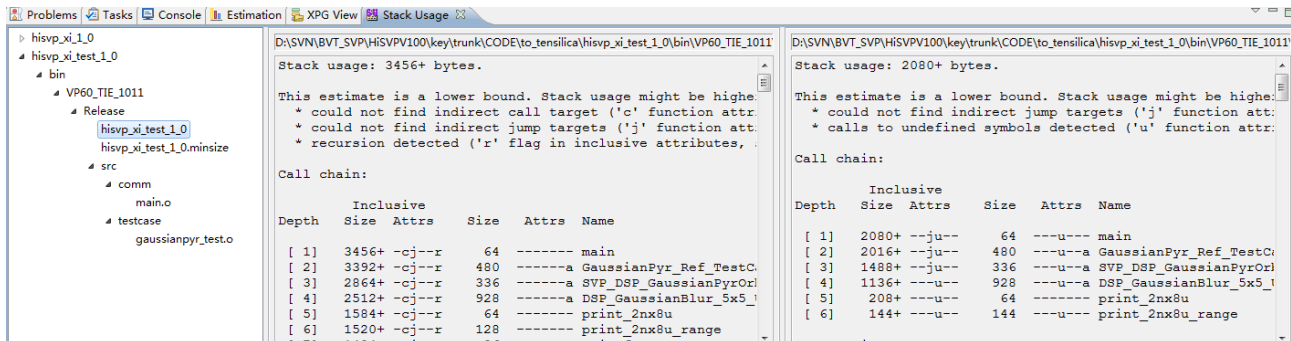 Problems Tasks Console Estimation XPG View Stack Usage
hisvp_xi_1_0
hisvp_xi_test_1_0
bin
VP60_TIE_1011
Release
hisvp_xi_test_1_0
hisvp_xi_test_1_0.minsize
src
comm
main.o
testcase
gaussianpyr_test.o
D:\SVN\BVT_SVP\HiSVPV100\key\trunk\CODE\to_tensilica\hisvp_xi_test_1_0\bin\VP60_TIE_1011\
Stack usage: 3456+ bytes.
This estimate is a lower bound. Stack usage might be highe
* could not find indirect call target ('c' function attr
* could not find indirect jump targets ('j' function att
* recursion detected ('r' flag in inclusive attributes,
Call chain:
Inclusive
Depth Size Attrs Size Attrs Name
[ 1] 3456+ -cj--r 64 ------- main
[ 2] 3392+ -cj--r 480 ------a GaussianPyr_Ref_TestC
[ 3] 2864+ -cj--r 336 ------a SVP_DSP_GaussianPyrOr
[ 4] 2512+ -cj--r 928 ------a DSP_GaussianBlur_5x5_
[ 5] 1584+ -cj--r 64 ------- print_2nx8u
[ 6] 1520+ -cj--r 128 ------- print_2nx8u_range
D:\SVN\BVT_SVP\HiSVPV100\key\trunk\CODE\to_tensilica\hisvp_xi_test_1_0\bin\VP60_TIE_1011\
Stack usage: 2080+ bytes.
This estimate is a lower bound. Stack usage might be highe
* could not find indirect jump targets ('j' function att
* calls to undefined symbols detected ('u' function attr
Call chain:
Inclusive
Depth Size Attrs Size Attrs Name
[ 1] 2080+ --ju-- 64 ---u--- main
[ 2] 2016+ --ju-- 480 ---u--a GaussianPyr_Ref_TestC
[ 3] 1488+ --ju-- 336 ---u--a SVP_DSP_GaussianPyrOr
[ 4] 1136+ --ju-- 928 ---u--a DSP_GaussianBlur_5x5_
[ 5] 208+ ---u-- 64 ---u--- print_2nx8u
[ 6] 144+ ---u-- 144 ---u--- print_2nx8u_range